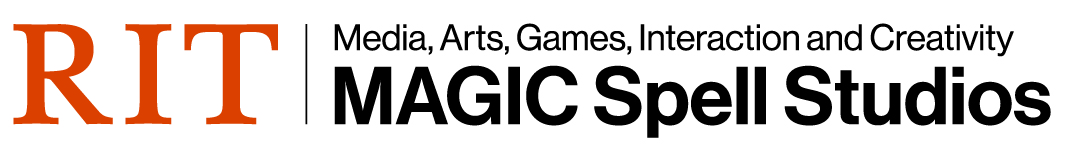 RIT
Media, Arts, Games, Interaction and Creativity
MAGIC Spell Studios